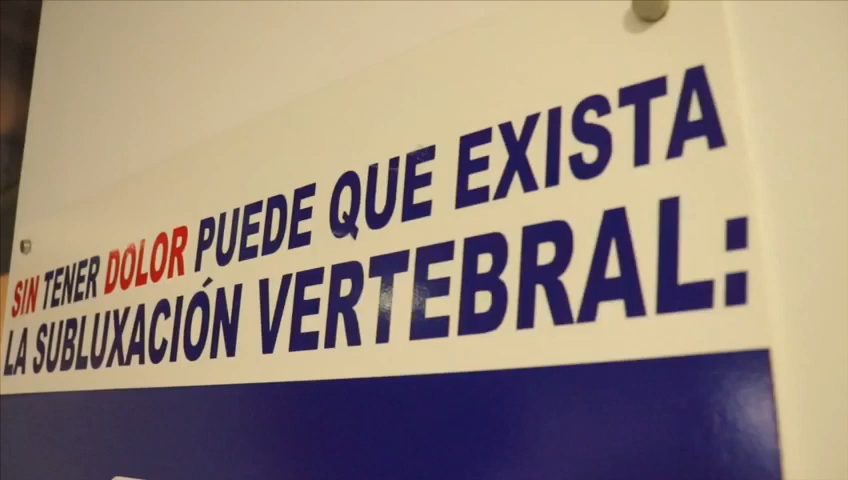 SIN TENER DOLOR PUEDE QUE EXISTA
LA SUBLUXACIÓN VERTEBRAL: